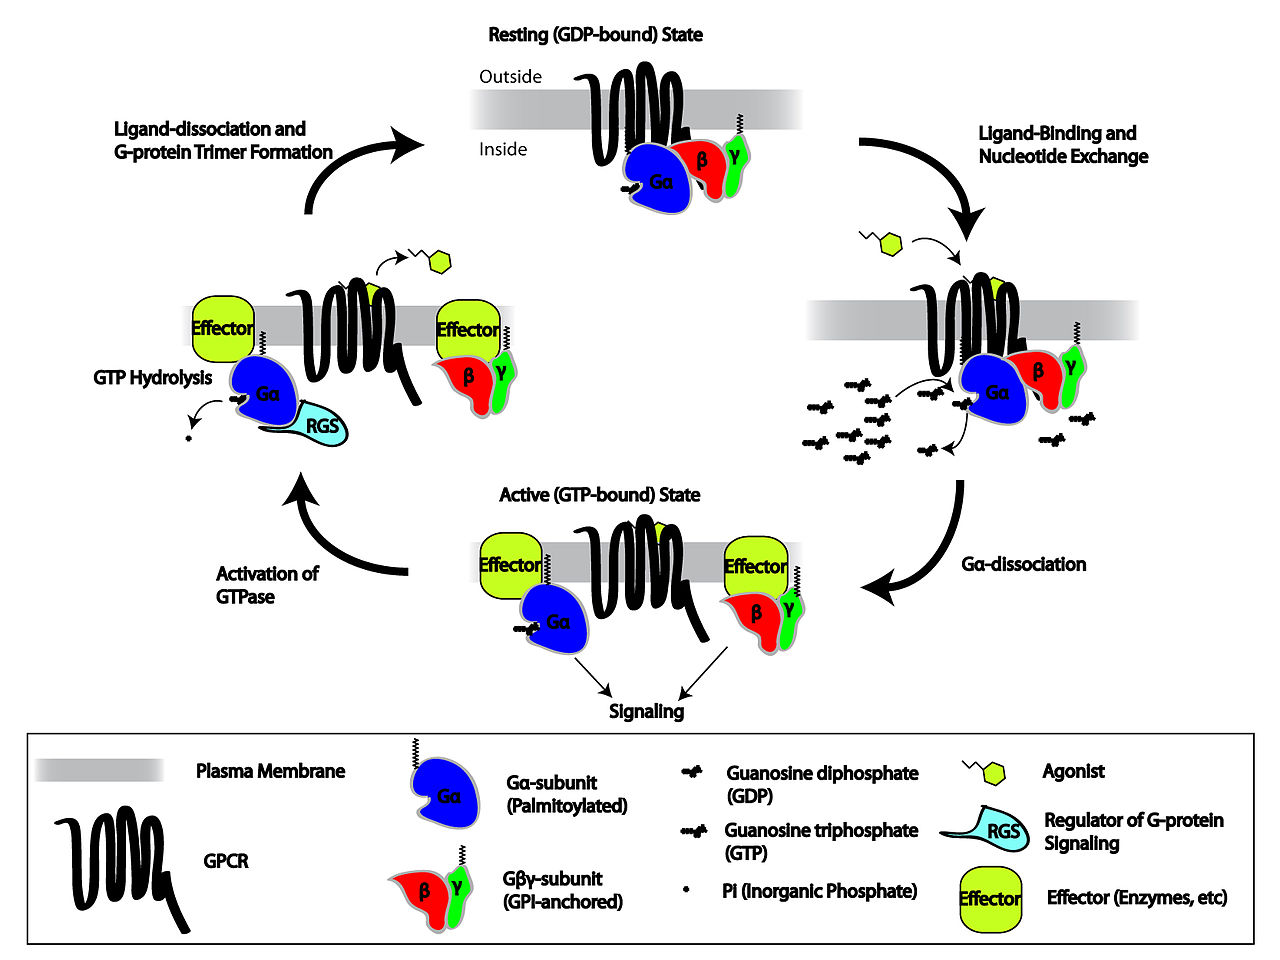 Resting (GDP-bound) State
Outside
Inside
Gα
β
γ
Ligand-dissociation and
G-protein Trimer Formation
Ligand-Binding and
Nucleotide Exchange
Effector
Effector
GTP Hydrolysis
Gα
RGS
β
γ
Gα
β
γ
Active (GTP-bound) State
Effector
Effector
Gα
β
γ
Gα-dissociation
Activation of
GTPase
Signaling
Plasma Membrane
GPCR
Gα
Gα-subunit
(Palmitoylated)
β
γ
Gβγ-subunit
(GPI-anchored)
Guanosine diphosphate
(GDP)
Guanosine triphosphate
(GTP)
Pi (Inorganic Phosphate)
Agonist
RGS
Regulator of G-protein
Signaling
Effector
Effector (Enzymes, etc)